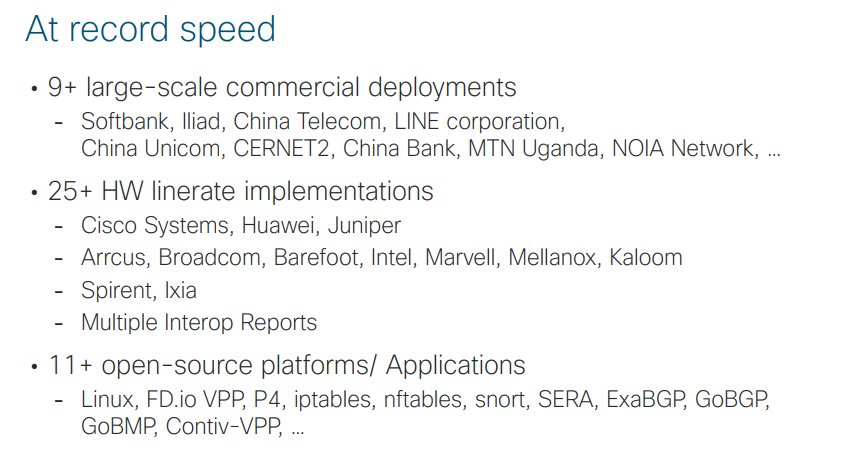 At record speed
• 9+ large-scale commercial deployments
- Softbank, Iliad, China Telecom, LINE corporation,
China Unicom, CERNET2, China Bank, MTN Uganda, NOIA Network, ...
• 25+ HW linerate implementations
- Cisco Systems, Huawei, Juniper
- Arrcus, Broadcom, Barefoot, Intel, Marvell, Mellanox, Kaloom
- Spirent, Ixia
- Multiple Interop Reports
• 11+ open-source platforms/ Applications
- Linux, FD.io VPP, P4, iptables, nftables, snort, SERA, ExaBGP, GoBGP,
GoBMP, Contiv-VPP, ...